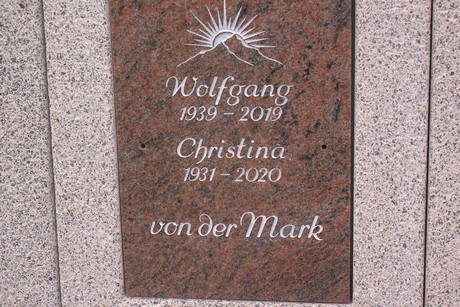 Wolfgang
1939 – 2019
Christina
1931 – 2020
von der Mark